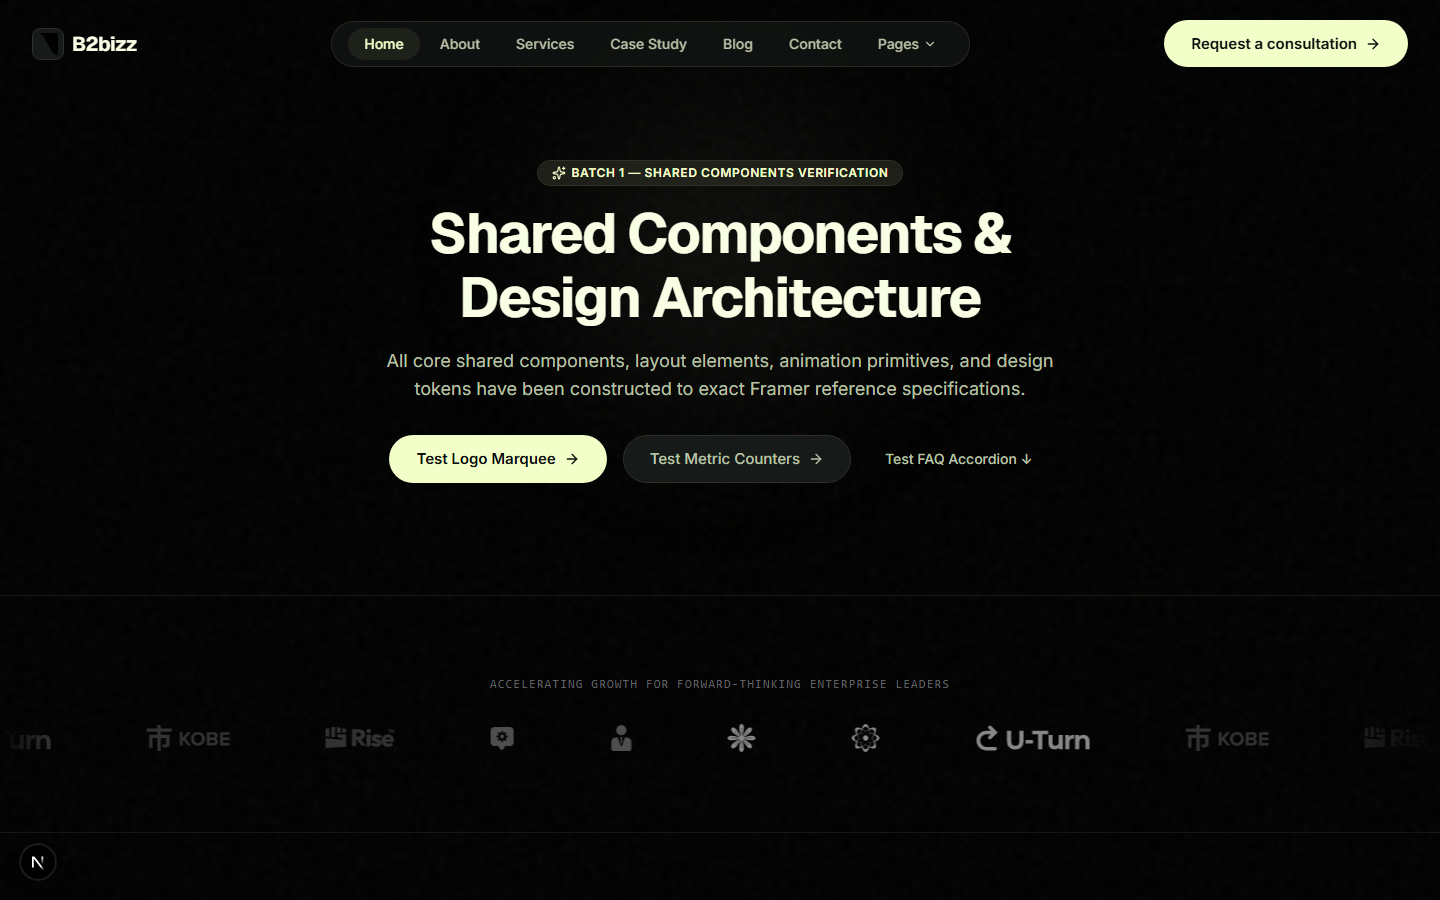 B2bizz
Home
About
Services
Case Study
Blog
Contact
Pages
Request a consultation →
BATCH 1 — SHARED COMPONENTS VERIFICATION
Shared Components &
Design Architecture
All core shared components, layout elements, animation primitives, and design
tokens have been constructed to exact Framer reference specifications.
Test Logo Marquee →
Test Metric Counters →
Test FAQ Accordion ↓
ACCELERATING GROWTH FOR FORWARD-THINKING ENTERPRISE LEADERS
urn
市 KOBE
Rise
U-Turn
市 KOBE
Rise
N